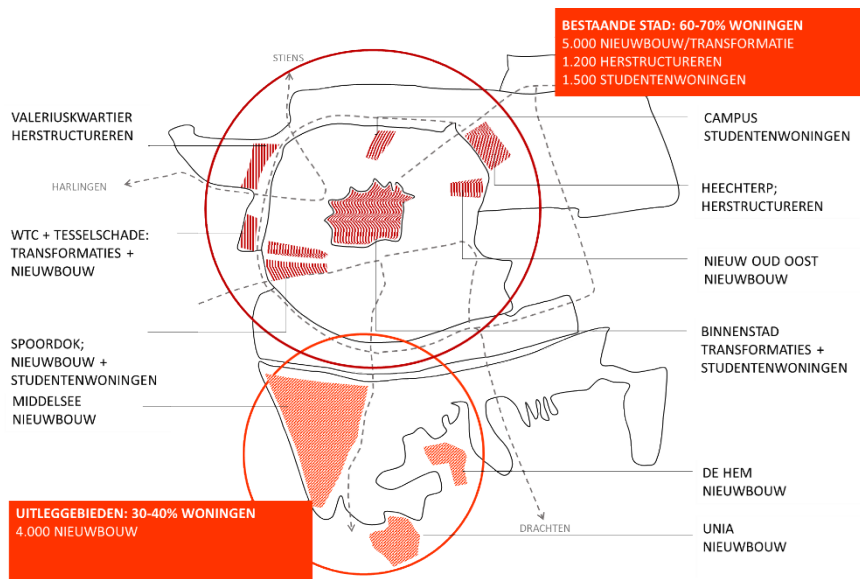 BESTAANDE STAD: 60-70% WONINGEN
5.000 NIEUWBOUW/TRANSFORMATIE
1.200 HERSTRUCTUREREN
1.500 STUDENTENWONINGEN
STIENS
VALERIUSKWARTIER
HERSTRUCTUREREN
HARLINGEN
WTC + TESSELSCHADE:
TRANSFORMATIES +
NIEUWBOUW
SPOORDOK;
NIEUWBOUW +
STUDENTENWONINGEN
MIDDELSEE
NIEUWBOUW
CAMPUS
STUDENTENWONINGEN
HEECHTERP;
HERSTRUCTUREREN
NIEUW OUD OOST
NIEUWBOUW
BINNENSTAD
TRANSFORMATIES +
STUDENTENWONINGEN
DE HEM
NIEUWBOUW
UNIA
NIEUWBOUW
DRACHTEN
UITLEGGEBIEDEN: 30-40% WONINGEN
4.000 NIEUWBOUW